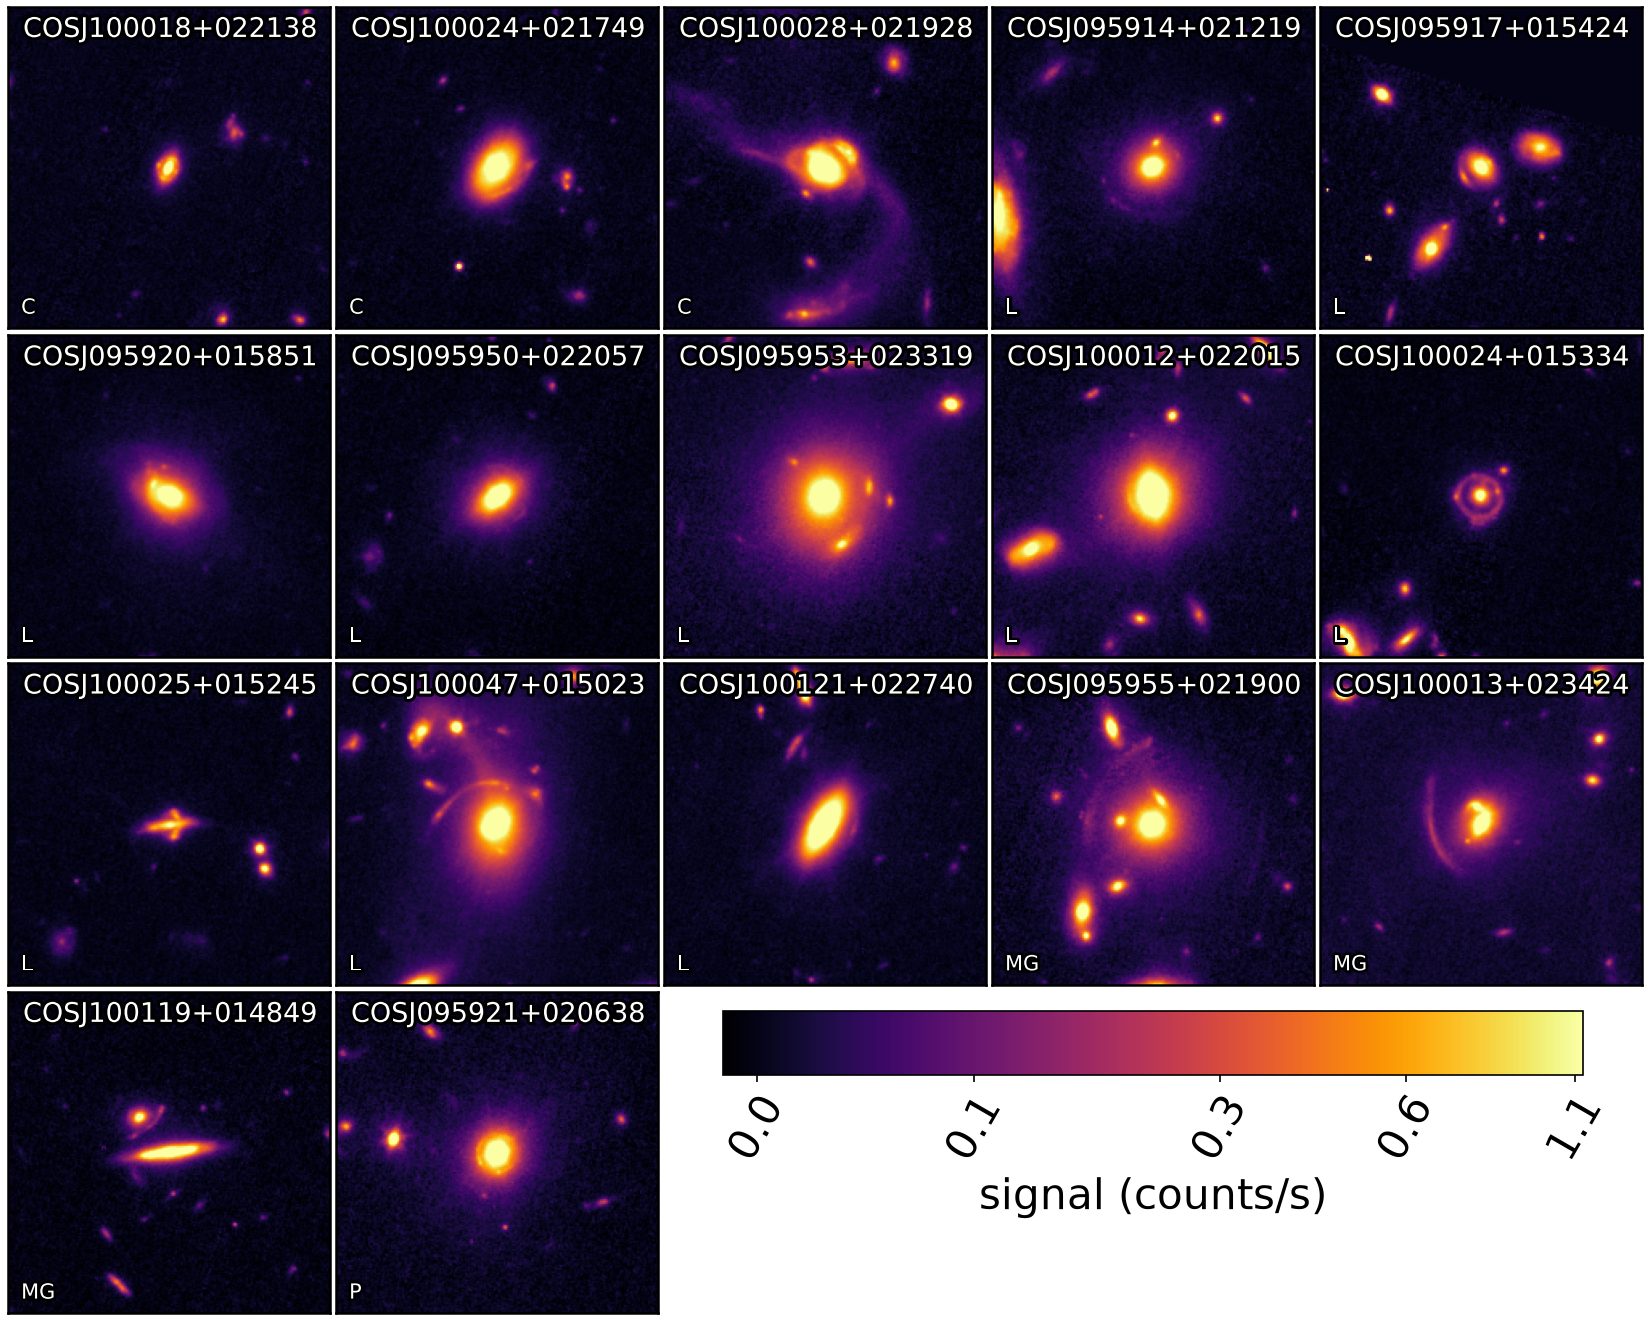 COSJ100018+022138
C
COSJ100024+021749
C
COSJ100028+021928
C
COSJ095914+021219
L
COSJ095917+015424
L
COSJ095920+015851
L
COSJ095950+022057
L
COSJ095953+023319
L
COSJ100012+022015
L
COSJ100024+015334
L
COSJ100025+015245
L
COSJ100047+015023
L
COSJ100121+022740
L
COSJ095955+021900
MG
COSJ100013+023424
MG
COSJ100119+014849
MG
COSJ095921+020638
P
0.0
0.1
0.3
0.6
1.1
signal (counts/s)